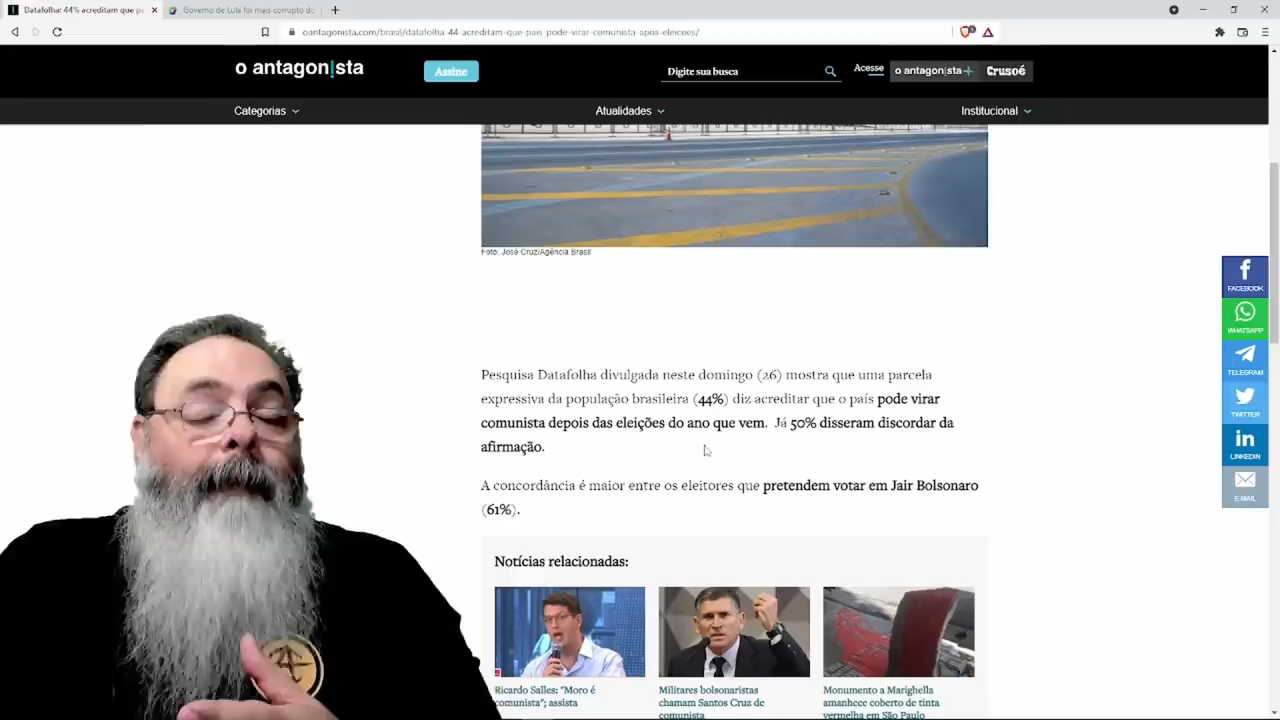 Datafolha: 44% acreditam que pa
Governo de Lula foi mais corrupto do
oantagonista.com/brasil/datafolha-44-acreditam-que-pais-pode-virar-comunista-apos-eleicoes/
o antagon!sta
Assine
Digite sua busca
Acesse
o antagon!sta+
Crusoé
Categorias
Atualidades
Institucional
Foto: José Cruz/Agência Brasil
Pesquisa Datafolha divulgada neste domingo (26) mostra que uma parcela
expressiva da população brasileira (44%) diz acreditar que o país pode virar
comunista depois das eleições do ano que vem. Já 50% disseram discordar da
afirmação.
A concordância é maior entre os eleitores que pretendem votar em Jair Bolsonaro
(61%).
Notícias relacionadas:
Ricardo Salles: "Moro é
comunista"; assista
Militares bolsonaristas
chamam Santos Cruz de
comunista
Monumento a Marighella
amanhece coberto de tinta
vermelha em São Paulo
FACEBOOK
WHATSAPP
TELEGRAM
TWITTER
LINKEDIN
E-MAIL